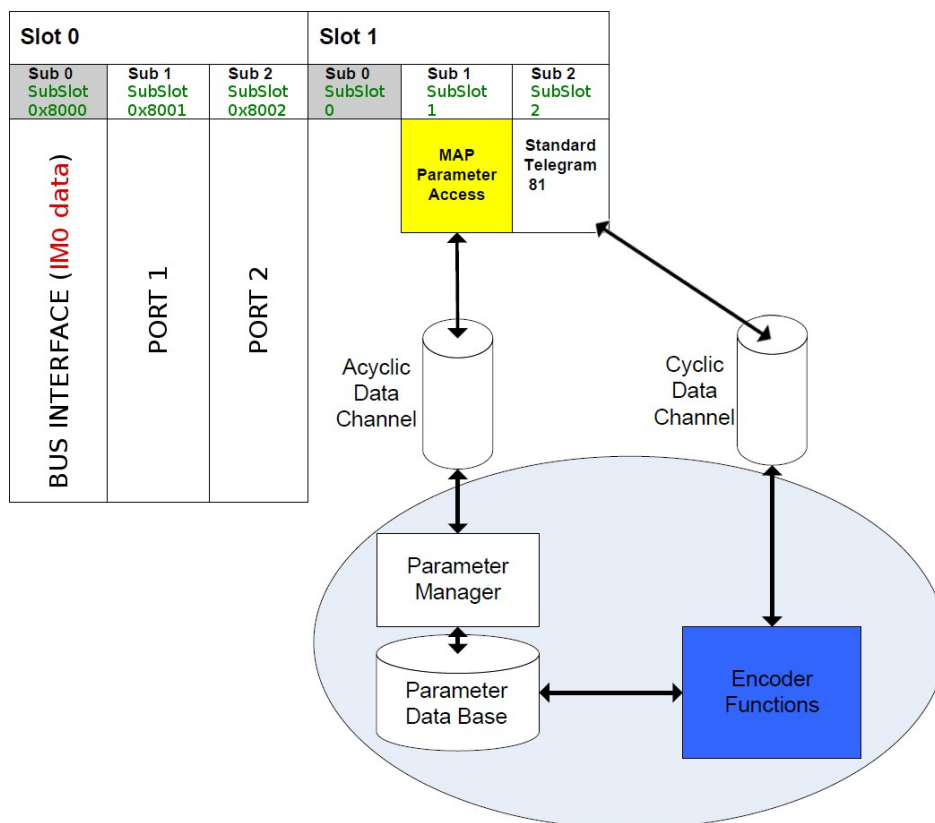 Slot 0
Slot 1
Sub 0
SubSlot
0x8000
Sub 1
SubSlot
0x8001
Sub 2
SubSlot
0x8002
Sub 0
SubSlot
0
Sub 1
SubSlot
1
Sub 2
SubSlot
2
BUS INTERFACE (IM0 data)
PORT 1
PORT 2
MAP
Parameter
Access
Standard
Telegram
81
Acyclic
Data
Channel
Cyclic
Data
Channel
Parameter
Manager
Parameter
Data Base
Encoder
Functions